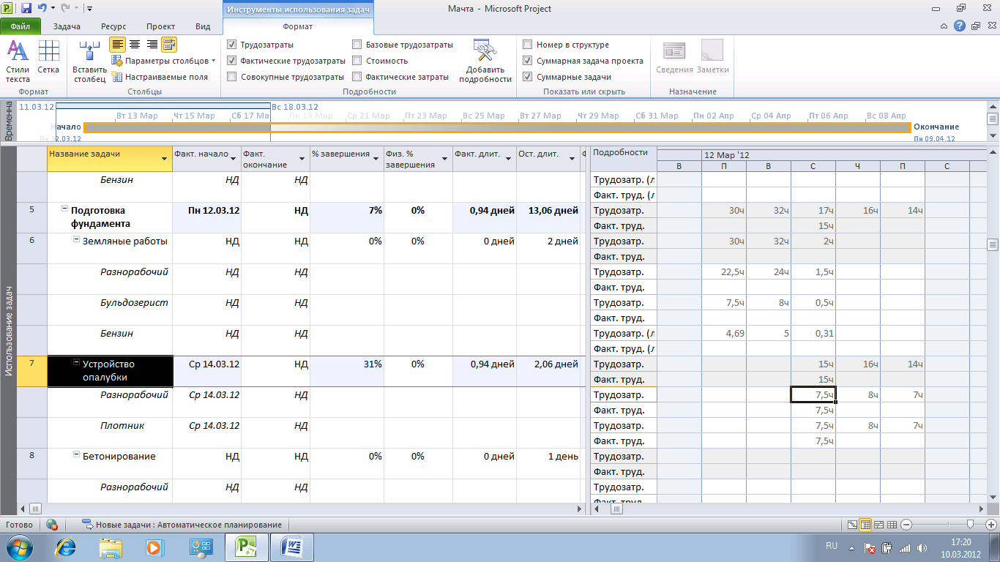 Инструменты использования задач
Мачта - Microsoft Project
Файл Задача Ресурс Проект Вид Формат
Стили текста
Сетка
Формат
Вставить столбец
Параметры столбцов
Настраиваемые поля
Столбцы
Трудозатраты
Фактические трудозатраты
Совокупные трудозатраты
Базовые трудозатраты
Стоимость
Фактические затраты
Добавить подробности
Подробности
Номер в структуре
Суммарная задача проекта
Суммарные задачи
Показать или скрыть
Сведения Заметки
Назначение
11.03.12 Вс 18.03.12
Вт 13 Мар Чт 15 Мар Сб 17 Мар Пн 19 Мар Ср 21 Мар Пт 23 Мар Вс 25 Мар Вт 27 Мар Чт 29 Мар Сб 31 Мар Пн 02 Апр Ср 04 Апр Пт 06 Апр Вс 08 Апр
Начало Окончание
Пн 12.03.12 Пн 09.04.12
Временна
Использование задач
Название задачи Факт. начало Факт. окончание % завершения Физ. % завершения Факт. длит. Ост. длит. Ф Подробности 12 Мар '12
В П В С Ч П С
Бензин НД НД Трудозатр. (л
Факт. труд. (л
5 Подготовка фундамента Пн 12.03.12 НД 7% 0% 0,94 дней 13,06 дней Трудозатр. 30ч 32ч 17ч 16ч 14ч
Факт. труд. 15ч
6 Земляные работы НД НД 0% 0% 0 дней 2 дней Трудозатр. 30ч 32ч 2ч
Факт. труд.
Разнорабочий НД НД Трудозатр. 22,5ч 24ч 1,5ч
Факт. труд.
Бульдозерист НД НД Трудозатр. 7,5ч 8ч 0,5ч
Факт. труд.
Бензин НД НД Трудозатр. (л 4,69 5 0,31
Факт. труд. (л
7 Устройство опалубки Ср 14.03.12 НД 31% 0% 0,94 дней 2,06 дней Трудозатр. 15ч 16ч 14ч
Факт. труд. 15ч
Разнорабочий Ср 14.03.12 НД Трудозатр. 7,5ч 8ч 7ч
Факт. труд. 7,5ч
Плотник Ср 14.03.12 НД Трудозатр. 7,5ч 8ч 7ч
Факт. труд. 7,5ч
8 Бетонирование НД НД 0% 0% 0 дней 1 день Трудозатр.
Факт. труд.
Разнорабочий НД НД Трудозатр.
Факт. труд.
Готово Новые задачи : Автоматическое планирование
RU 17:20
10.03.2012